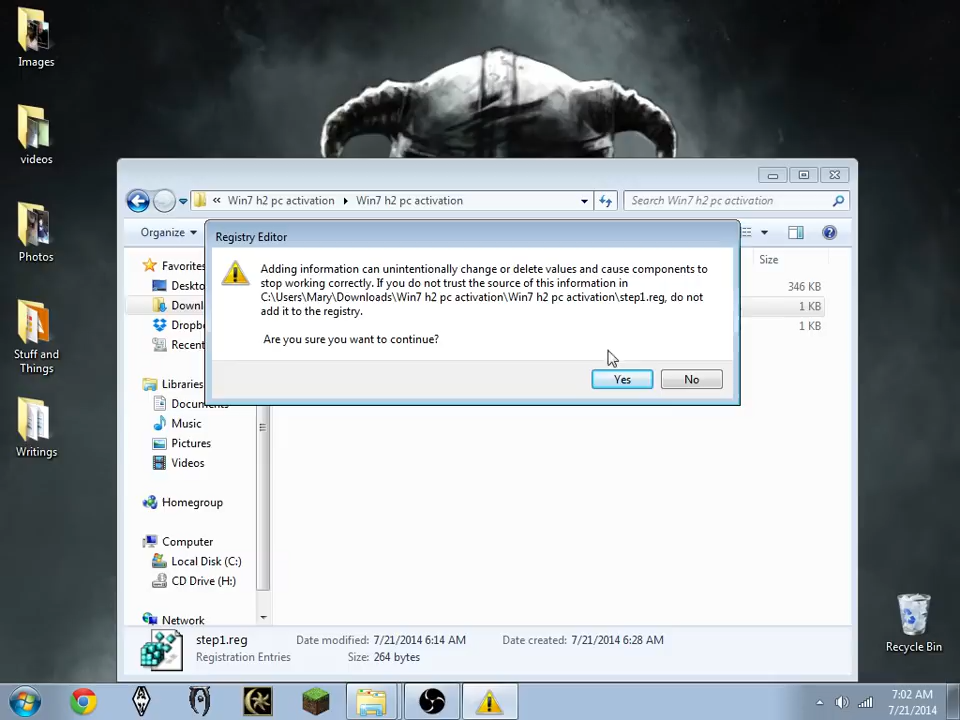 Images
videos
Photos
Stuff and
Things
Writings
« Win7 h2 pc activation Win7 h2 pc activation
Search Win7 h2 pc activation
Organize
Size
346 KB
1 KB
1 KB
Favorites
Recent
Libraries
Music
Pictures
Videos
Homegroup
Computer
Local Disk (C:)
CD Drive (H:)
Network
Registry Editor
Adding information can unintentionally change or delete values and cause components to
stop working correctly. If you do not trust the source of this information in
C:\Users\Mary\Downloads\Win7 h2 pc activation\Win7 h2 pc activation\step1.reg, do not
add it to the registry.
Are you sure you want to continue?
Yes
No
step1.reg
Date modified: 7/21/2014 6:14 AM
Date created: 7/21/2014 6:28 AM
Registration Entries
Size: 264 bytes
Recycle Bin
7:02 AM
7/21/2014